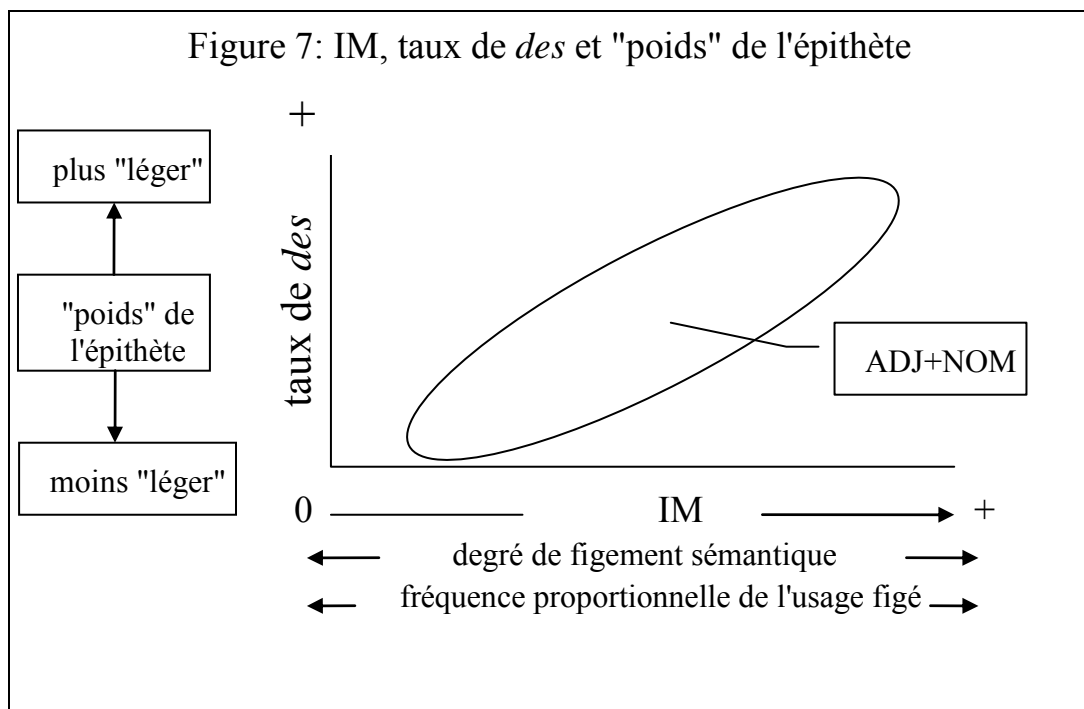 Figure 7: IM, taux de des et "poids" de l'épithète
+
plus "léger"
"poids" de
l'épithète
moins "léger"
taux de des
ADJ+NOM
0 IM +
degré de figement sémantique
fréquence proportionnelle de l'usage figé